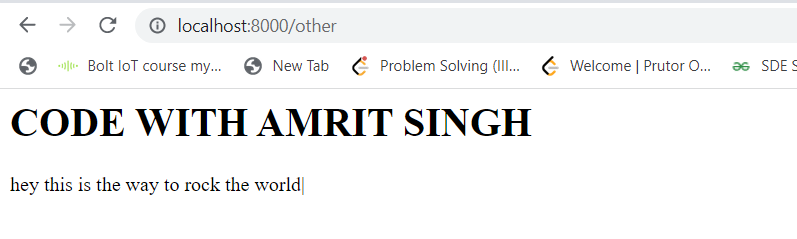 localhost:8000/other
Bolt IoT course my... New Tab Problem Solving (III... Welcome | Prutor O... SDE S
CODE WITH AMRIT SINGH
hey this is the way to rock the world